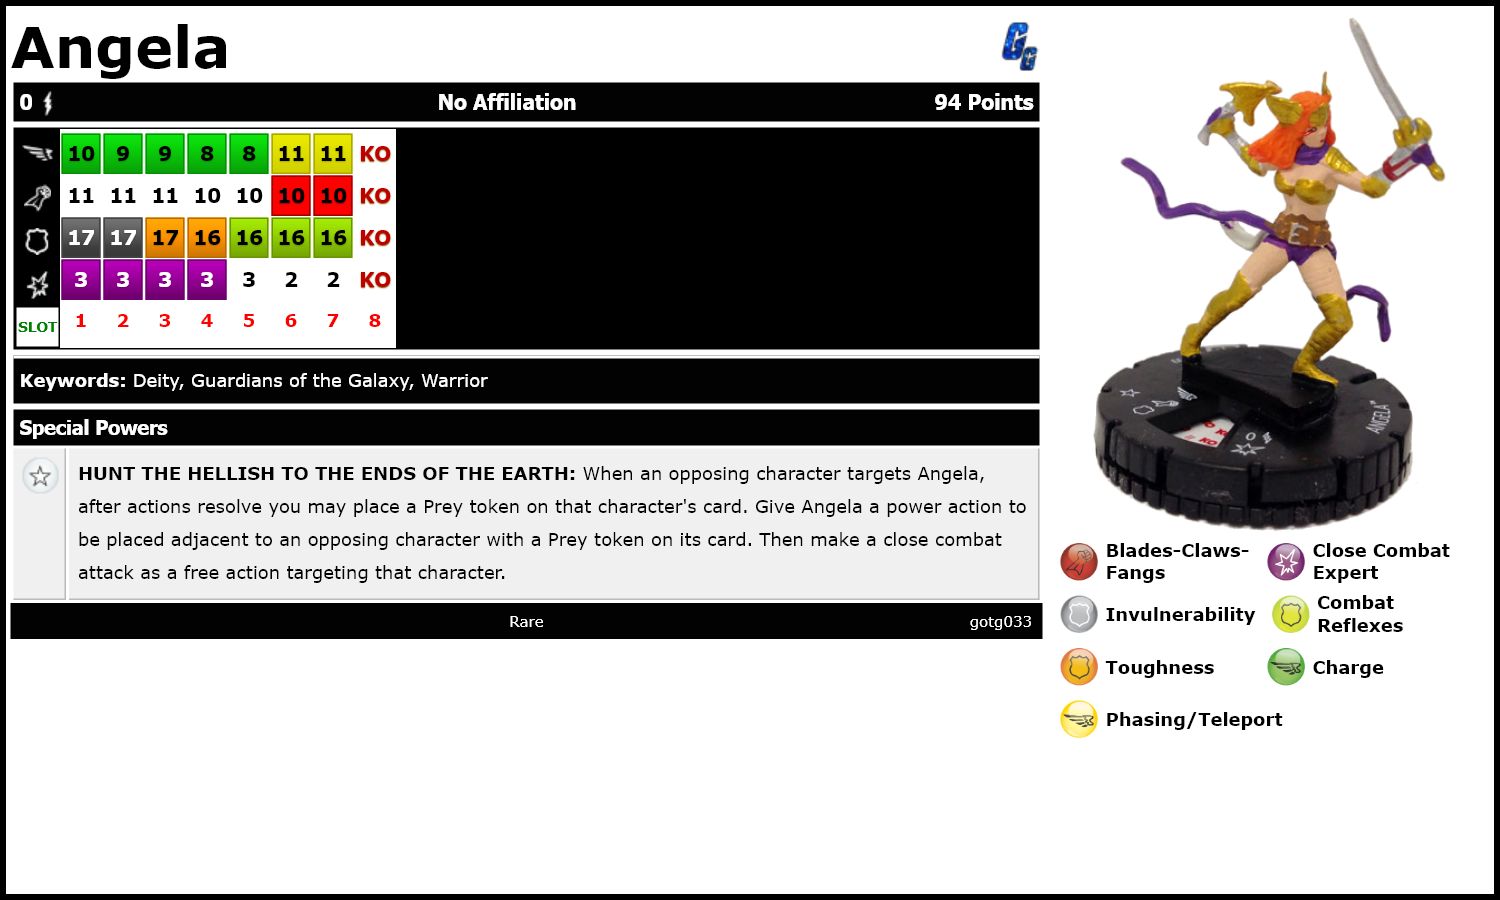 Angela
GG
0 No Affiliation 94 Points
10 9 9 8 8 11 11 KO
11 11 11 10 10 10 10 KO
17 17 17 16 16 16 16 KO
3 3 3 3 3 2 2 KO
SLOT 1 2 3 4 5 6 7 8
Keywords: Deity, Guardians of the Galaxy, Warrior
Special Powers
HUNT THE HELLISH TO THE ENDS OF THE EARTH: When an opposing character targets Angela,
after actions resolve you may place a Prey token on that character's card. Give Angela a power action to
be placed adjacent to an opposing character with a Prey token on its card. Then make a close combat
attack as a free action targeting that character.
Rare gotg033
E
ANGELA
KO
0
Blades-Claws-
Fangs
Close Combat
Expert
Invulnerability
Combat
Reflexes
Toughness
Charge
Phasing/Teleport